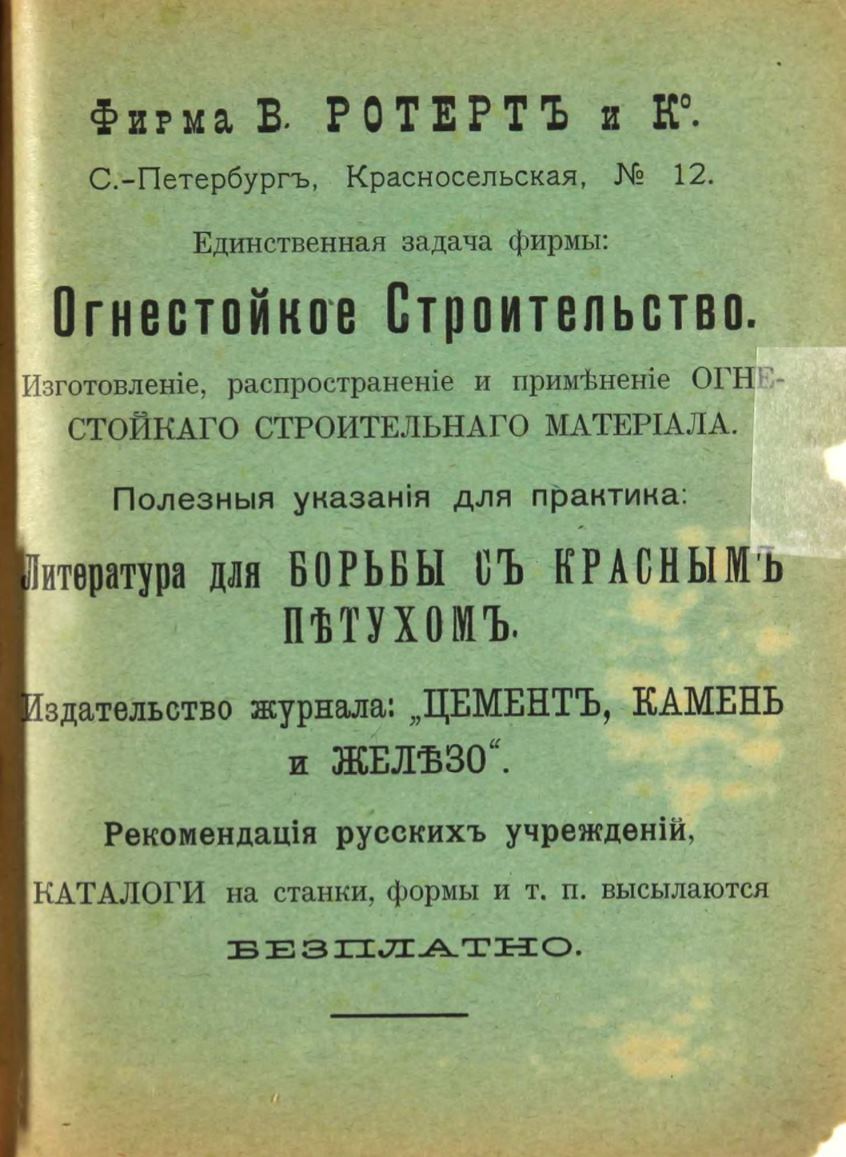 Фирма В. РОТЕРТЪ и К°.
С.-Петербургъ, Красносельская, № 12.
Единственная задача фирмы:
Огнестойкое Строительство.
Изготовленіе, распространеніе и примѣненіе ОГНЕ-
СТОЙКАГО СТРОИТЕЛЬНАГО МАТЕРІАЛА.
Полезныя указанія для практика:
Литература для БОРЬБЫ СЪ КРАСНЫМЪ
ПѢТУХОМЪ.
Издательство журнала: „ЦЕМЕНТЪ, КАМЕНЬ
и ЖЕЛѢЗО“.
Рекомендація русскихъ учрежденій,
КАТАЛОГИ на станки, формы и т. п. высылаются
БЕЗПЛАТНО.